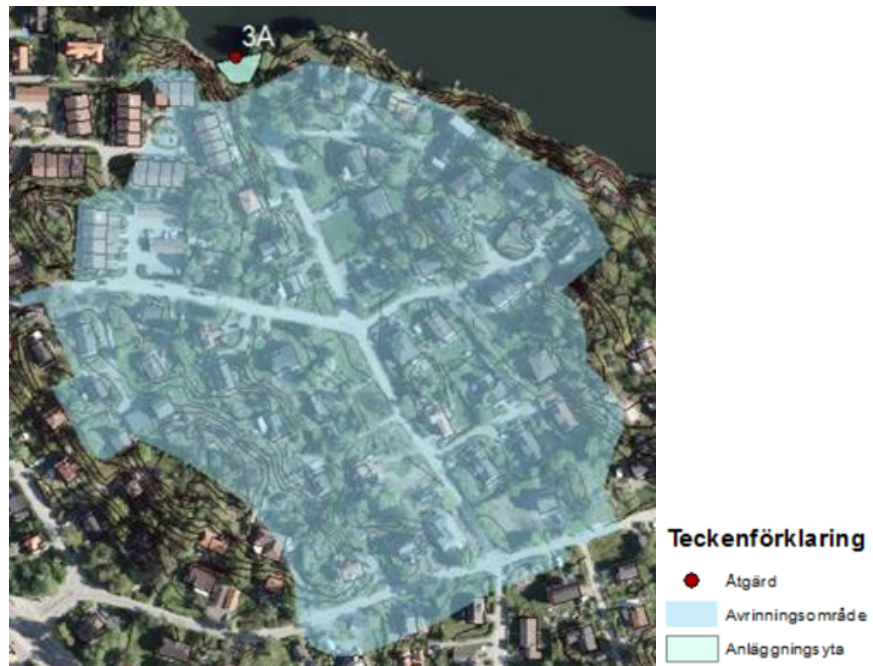 3A
Teckenförklaring
Åtgärd
Avrinningsområde
Anläggningsyta